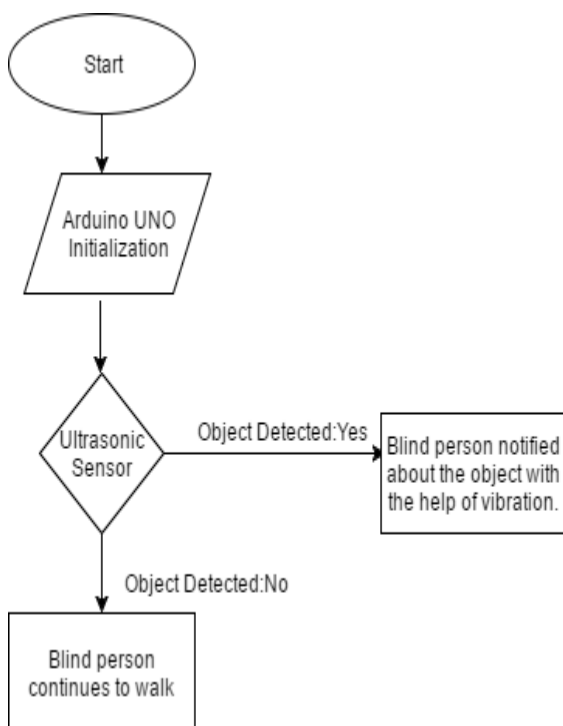 Start
Arduino UNO
Initialization
Ultrasonic
Sensor
Object Detected:Yes
Blind person notified
about the object with
the help of vibration.
Object Detected:No
Blind person
continues to walk